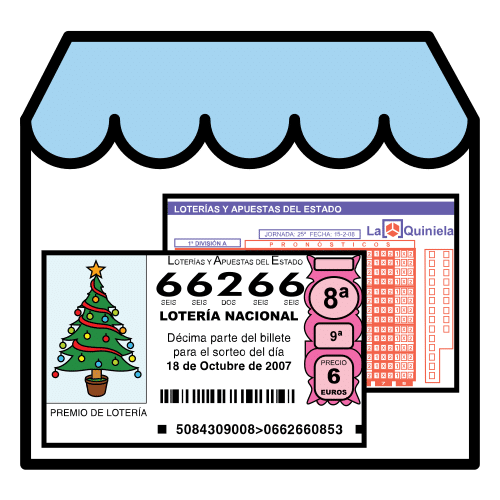 LOTERÍAS Y APUESTAS DEL ESTADO
JORNADA: 25ª FECHA: 15-2-08
La Quiniela
1ª DIVISIÓN A
PRONÓSTICOS
LOTERÍAS Y APUESTAS DEL ESTADO
66266
SEIS SEIS DOS SEIS SEIS
LOTERÍA NACIONAL
Décima parte del billete
para el sorteo del día
18 de Octubre de 2007
8ª
9ª
PRECIO
6
EUROS
PREMIO DE LOTERÍA
5084309008>0662660853